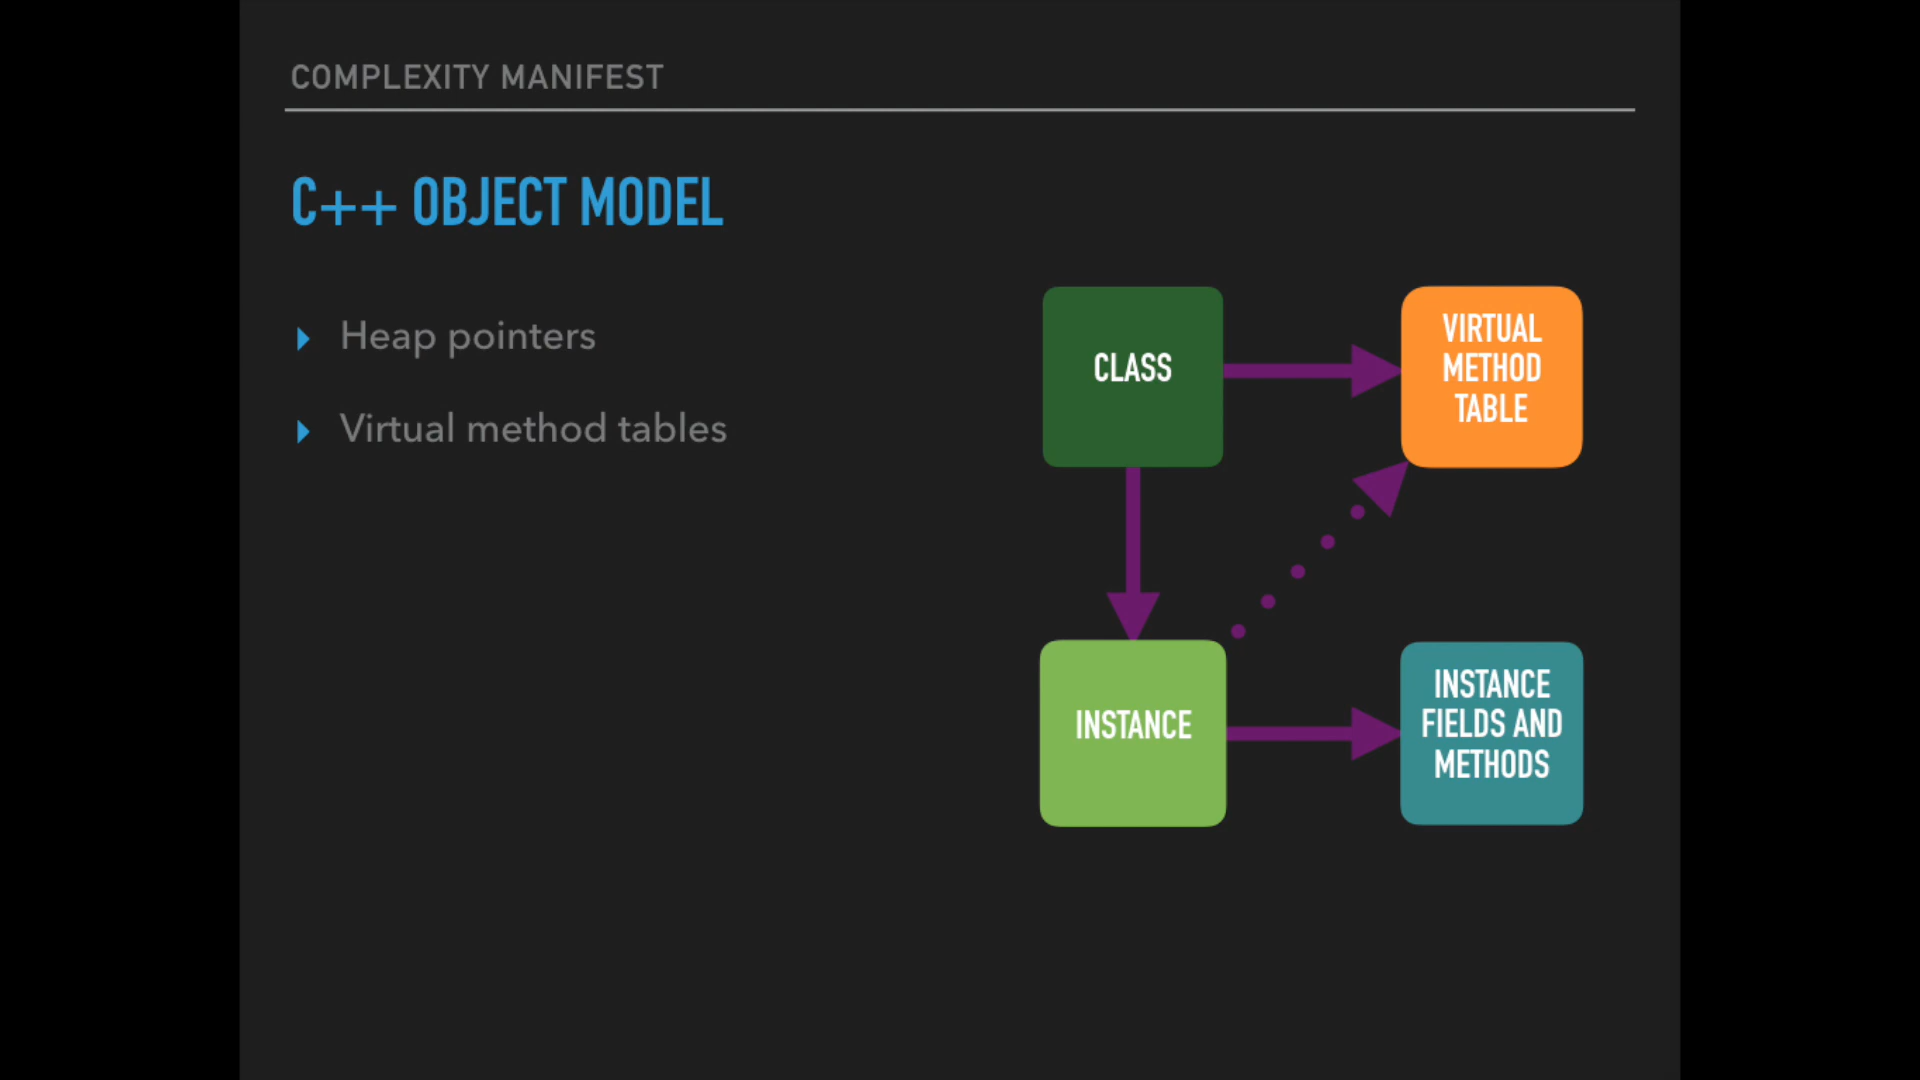 COMPLEXITY MANIFEST
C++ OBJECT MODEL
Heap pointers
Virtual method tables
CLASS
VIRTUAL
METHOD
TABLE
INSTANCE
INSTANCE
FIELDS AND
METHODS